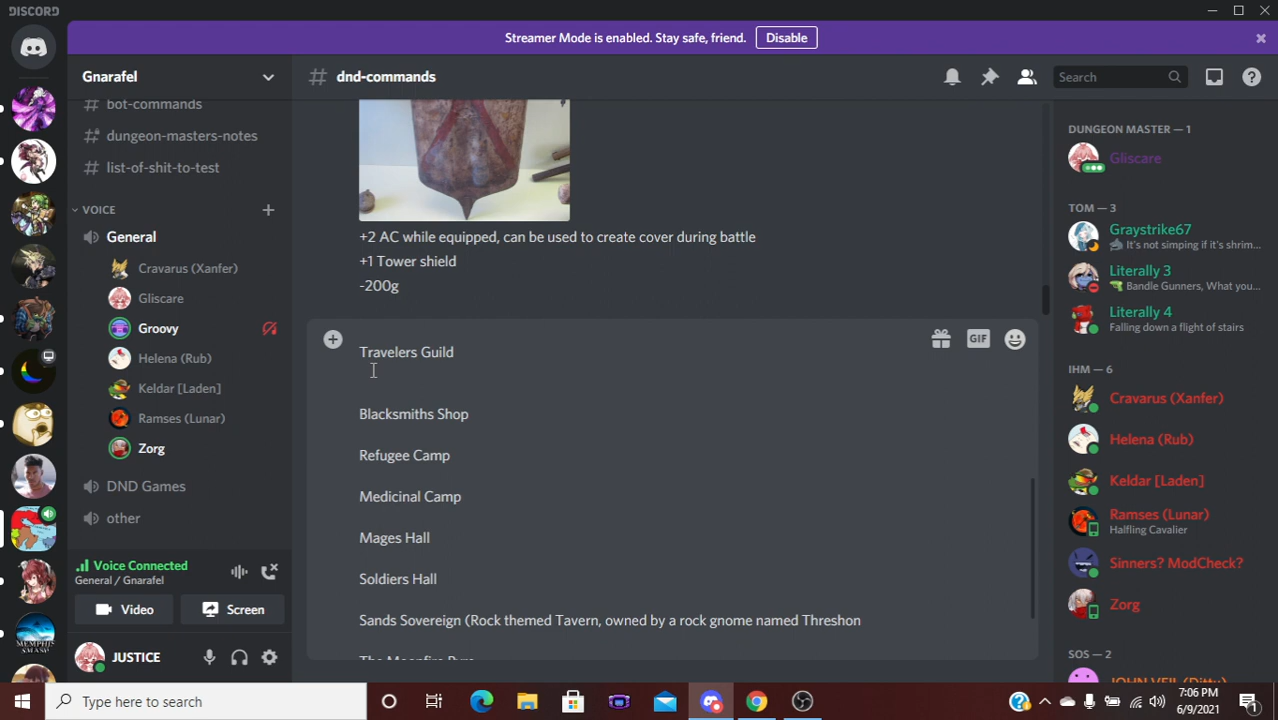 DISCORD
Streamer Mode is enabled. Stay safe, friend.
Disable
Gnarafel
# dnd-commands
Search
# bot-commands
# dungeon-masters-notes
# list-of-shit-to-test
VOICE
General
Cravarus (Xanfer)
Gliscare
Groovy
Helena (Rub)
Keldar [Laden]
Ramses (Lunar)
Zorg
DND Games
other
Voice Connected
General / Gnarafel
Video
Screen
JUSTICE
+2 AC while equipped, can be used to create cover during battle
+1 Tower shield
-200g
Travelers Guild
GIF
Blacksmiths Shop
Refugee Camp
Medicinal Camp
Mages Hall
Soldiers Hall
Sands Sovereign (Rock themed Tavern, owned by a rock gnome named Threshon
DUNGEON MASTER — 1
Gliscare
TOM — 3
Graystrike67
It's not simping if it's shrim...
Literally 3
Bandle Gunners, What you...
Literally 4
Falling down a flight of stairs
IHM — 6
Cravarus (Xanfer)
Helena (Rub)
Keldar [Laden]
Ramses (Lunar)
Halfling Cavalier
Sinners? ModCheck?
Zorg
SOS — 2
Type here to search
7:06 PM
6/9/2021
1